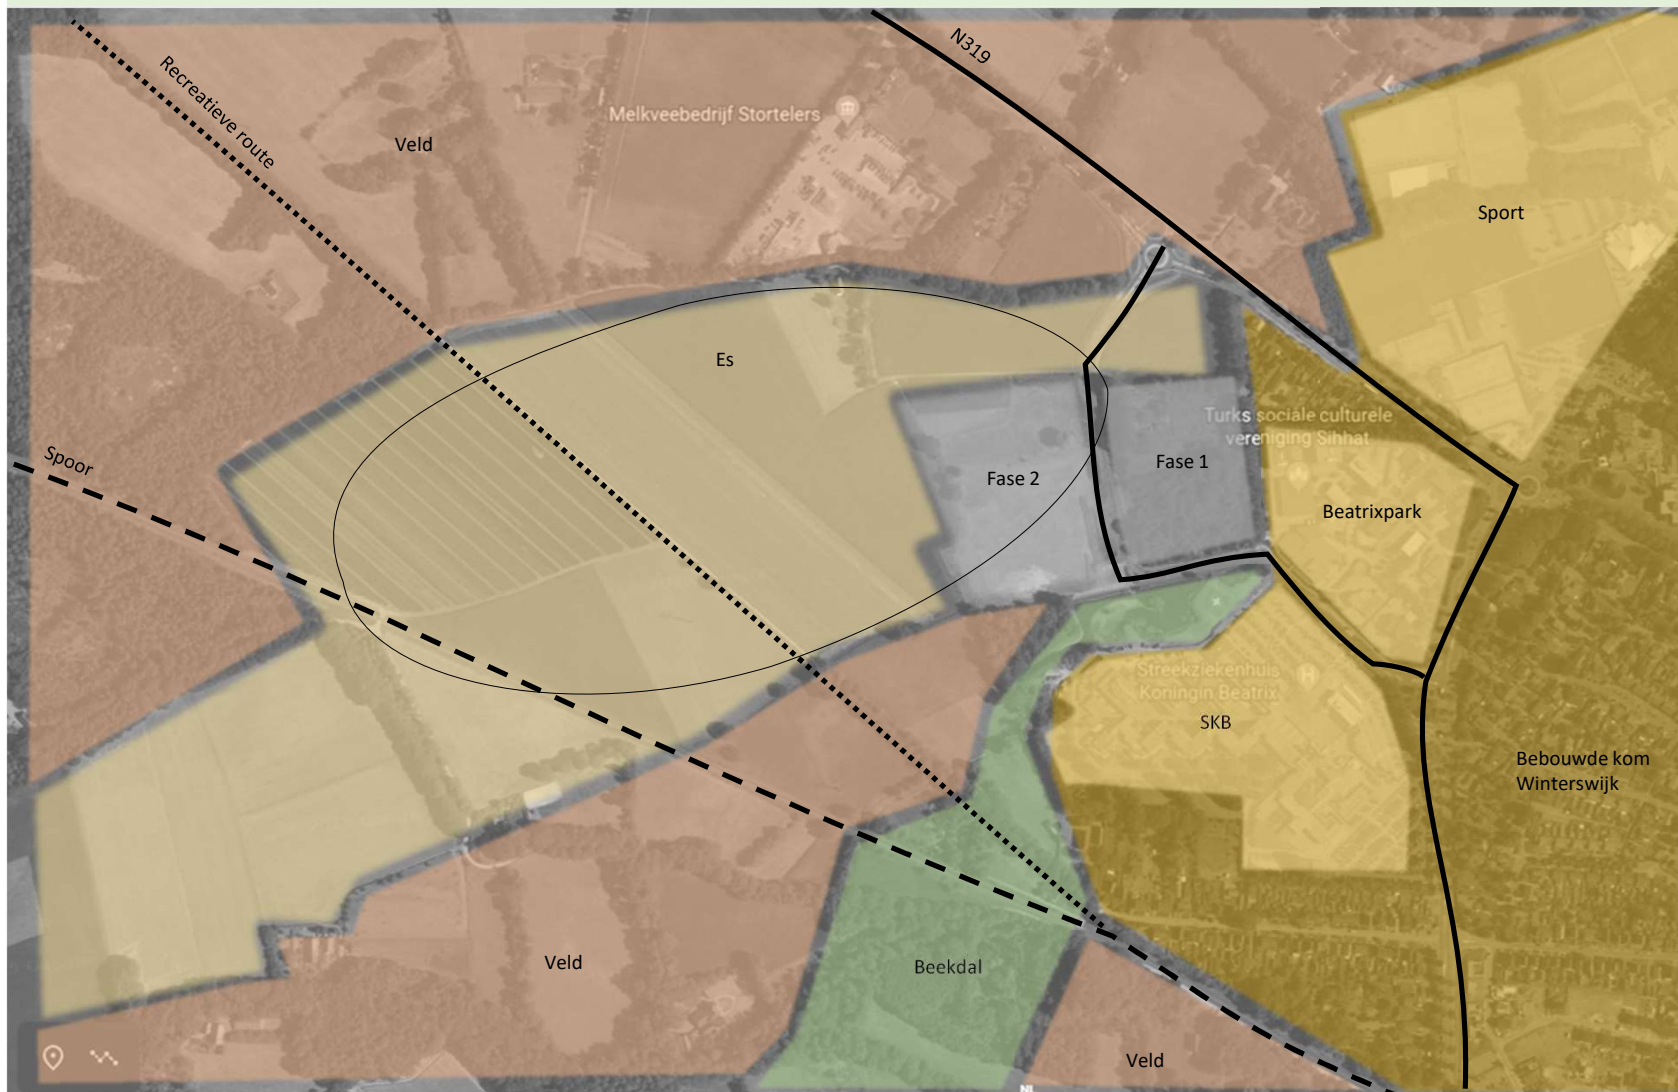 N319
Recreatieve route
Melkveebedrijf Stortelers
Veld
Sport
Es
Turks sociale culturele
vereniging Sihhat
Spoor
Fase 1
Fase 2
Beatrixpark
Streekziekenhuis
Koningin Beatrix
SKB
Bebouwde kom
Winterswijk
Veld
Beekdal
Veld